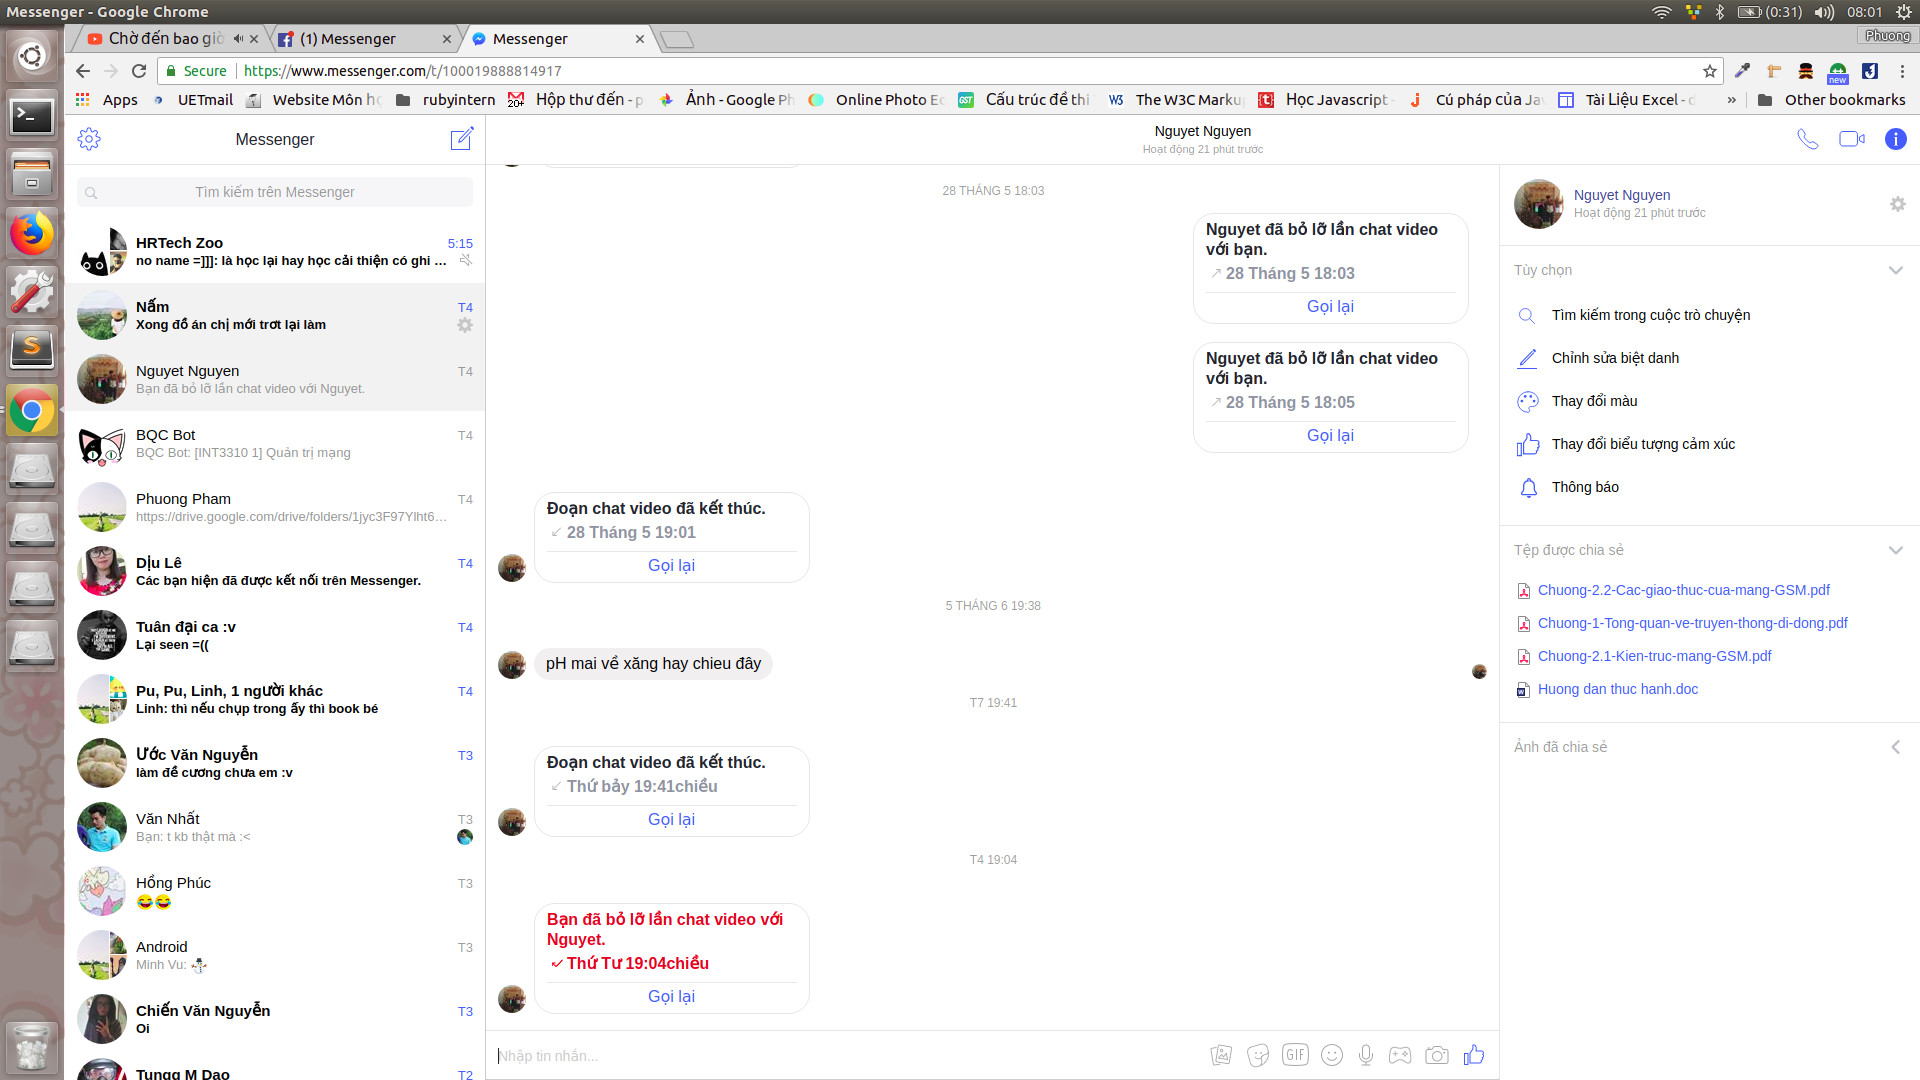 Messenger - Google Chrome
(0:31)
08:01
Chờ đến bao giờ
(1) Messenger
Messenger
Phuong
Secure
https://www.messenger.com/t/100019888814917
new
Apps
UETmail
Website Môn
rubyintern
20+
Hộp thư đến - p
Ảnh - Google Ph
Online Photo
GST
Cấu trúc đề thi
W3
The W3C Marku
Học Javascript -
Cú pháp của Jav
Tài Liệu Excel -
»
Other bookmarks
Messenger
Tìm kiếm trên Messenger
HRTech Zoo
5:15
no name =]]]: là học lại hay học cải thiện có ghi ...
Nấm
T4
Xong đồ án chị mới trơt lại làm
Nguyet Nguyen
T4
Bạn đã bỏ lỡ lần chat video với Nguyet.
BQC Bot
T4
BQC Bot: [INT3310 1] Quản trị mạng
Phuong Pham
T4
https://drive.google.com/drive/folders/1jyc3F97Ylht6...
Dịu Lê
T4
Các bạn hiện đã được kết nối trên Messenger.
Tuân đại ca :v
T4
Lại seen =((
Pu, Pu, Linh, 1 người khác
T4
Linh: thì nếu chụp trong ấy thì book bé
Ước Văn Nguyễn
T3
làm đề cương chưa em :v
Văn Nhất
T3
Bạn: t kb thật mà :<
Hồng Phúc
T3
😂😂
Android
T3
Minh Vu: ⛄
Chiến Văn Nguyễn
T3
Oi
Tungg M Dao
T2
Nguyet Nguyen
Hoạt động 21 phút trước
28 THÁNG 5 18:03
Nguyet đã bỏ lỡ lần chat video
với bạn.
28 Tháng 5 18:03
Gọi lại
Nguyet đã bỏ lỡ lần chat video
với bạn.
28 Tháng 5 18:05
Gọi lại
Đoạn chat video đã kết thúc.
28 Tháng 5 19:01
Gọi lại
5 THÁNG 6 19:38
pH mai về xăng hay chieu đây
T7 19:41
Đoạn chat video đã kết thúc.
Thứ bảy 19:41chiều
Gọi lại
T4 19:04
Bạn đã bỏ lỡ lần chat video với
Nguyet.
Thứ Tư 19:04chiều
Gọi lại
Nhập tin nhắn...
GIF
Nguyet Nguyen
Hoạt động 21 phút trước
Tùy chọn
Tìm kiếm trong cuộc trò chuyện
Chỉnh sửa biệt danh
Thay đổi màu
Thay đổi biểu tượng cảm xúc
Thông báo
Tệp được chia sẻ
Chuong-2.2-Cac-giao-thuc-cua-mang-GSM.pdf
Chuong-1-Tong-quan-ve-truyen-thong-di-dong.pdf
Chuong-2.1-Kien-truc-mang-GSM.pdf
Huong dan thuc hanh.doc
Ảnh đã chia sẻ